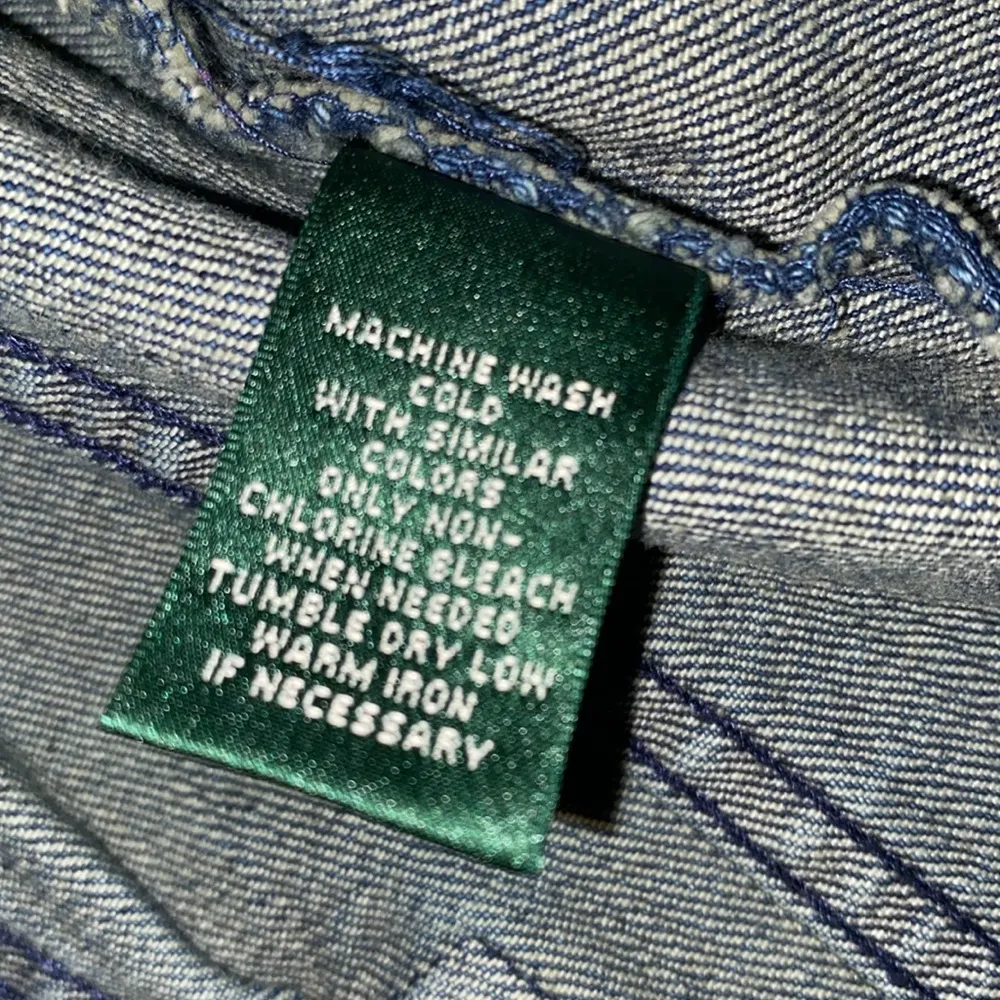 MACHINE WASH
COLD
WITH SIMILAR
COLORS
ONLY NON-
CHLORINE BLEACH
WHEN NEEDED
TUMBLE DRY LOW
WARM IRON
IF NECESSARY